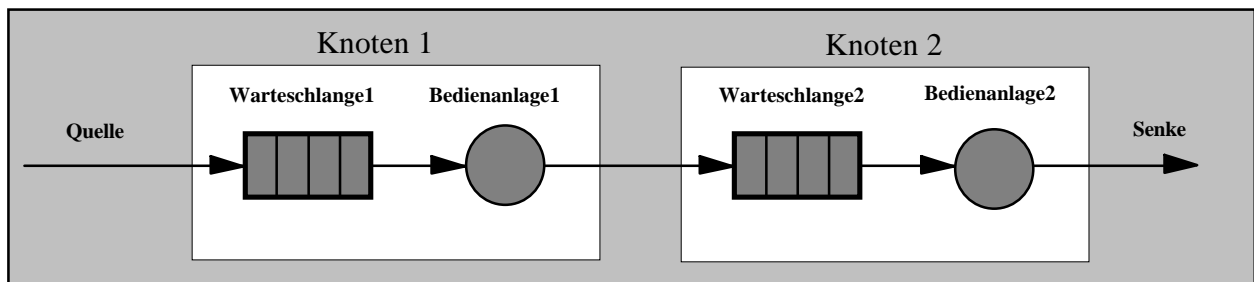 Knoten 1
Knoten 2
Warteschlange1
Bedienanlage1
Warteschlange2
Bedienanlage2
Quelle
Senke